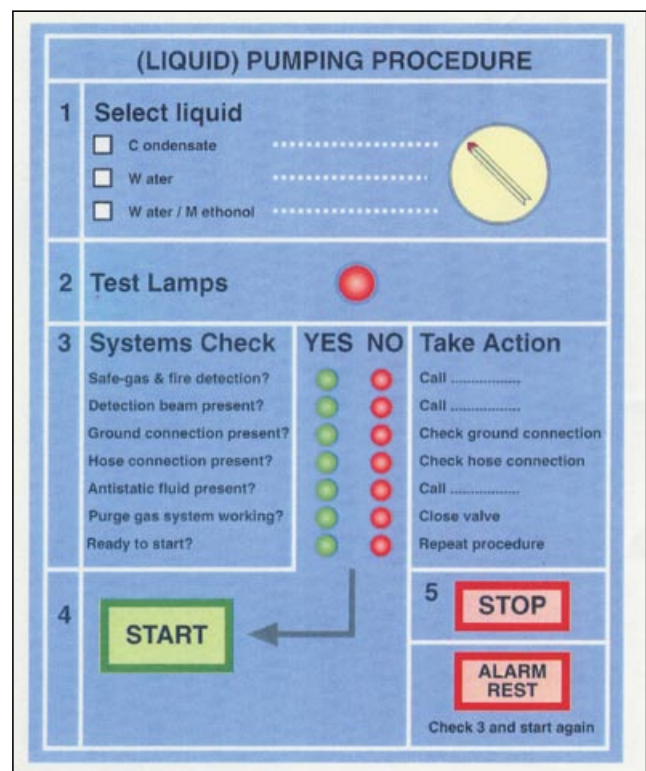 (LIQUID) PUMPING PROCEDURE
1 Select liquid
C ondensate ....................
W ater ....................
W ater / M ethonol ....................
2 Test Lamps
3 Systems Check YES NO Take Action
Safe-gas & fire detection? Call .................
Detection beam present? Call .................
Ground connection present? Check ground connection
Hose connection present? Check hose connection
Antistatic fluid present? Call .................
Purge gas system working? Close valve
Ready to start? Repeat procedure
4 START
5 STOP
ALARM
REST
Check 3 and start again